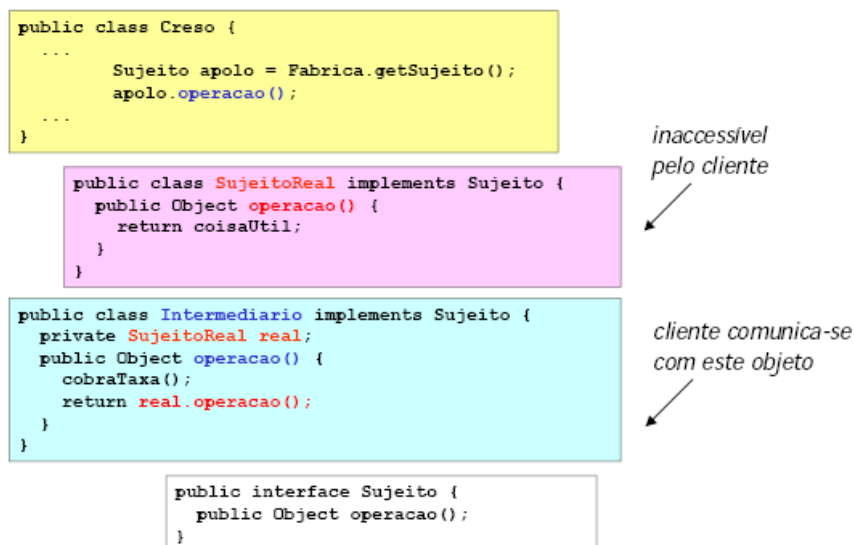 public class Creso {
...
Sujeito apolo = Fabrica.getSujeito();
apolo.operacao();
...
}
inaccessível
pelo cliente
public class SujeitoReal implements Sujeito {
public Object operacao() {
return coisaUtil;
}
}
public class Intermediario implements Sujeito {
private SujeitoReal real;
public Object operacao() {
cobraTaxa();
return real.operacao();
}
}
cliente comunica-se
com este objeto
public interface Sujeito {
public Object operacao();
}